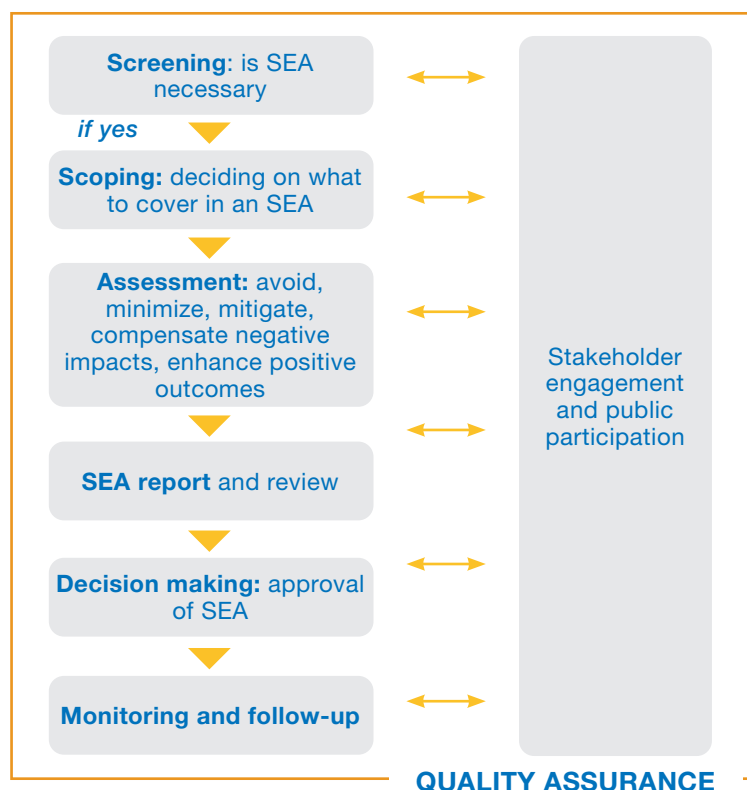 Screening: is SEA
necessary
if yes
Scoping: deciding on what
to cover in an SEA
Assessment: avoid,
minimize, mitigate,
compensate negative
impacts, enhance positive
outcomes
SEA report and review
Decision making: approval
of SEA
Monitoring and follow-up
Stakeholder
engagement
and public
participation
QUALITY ASSURANCE